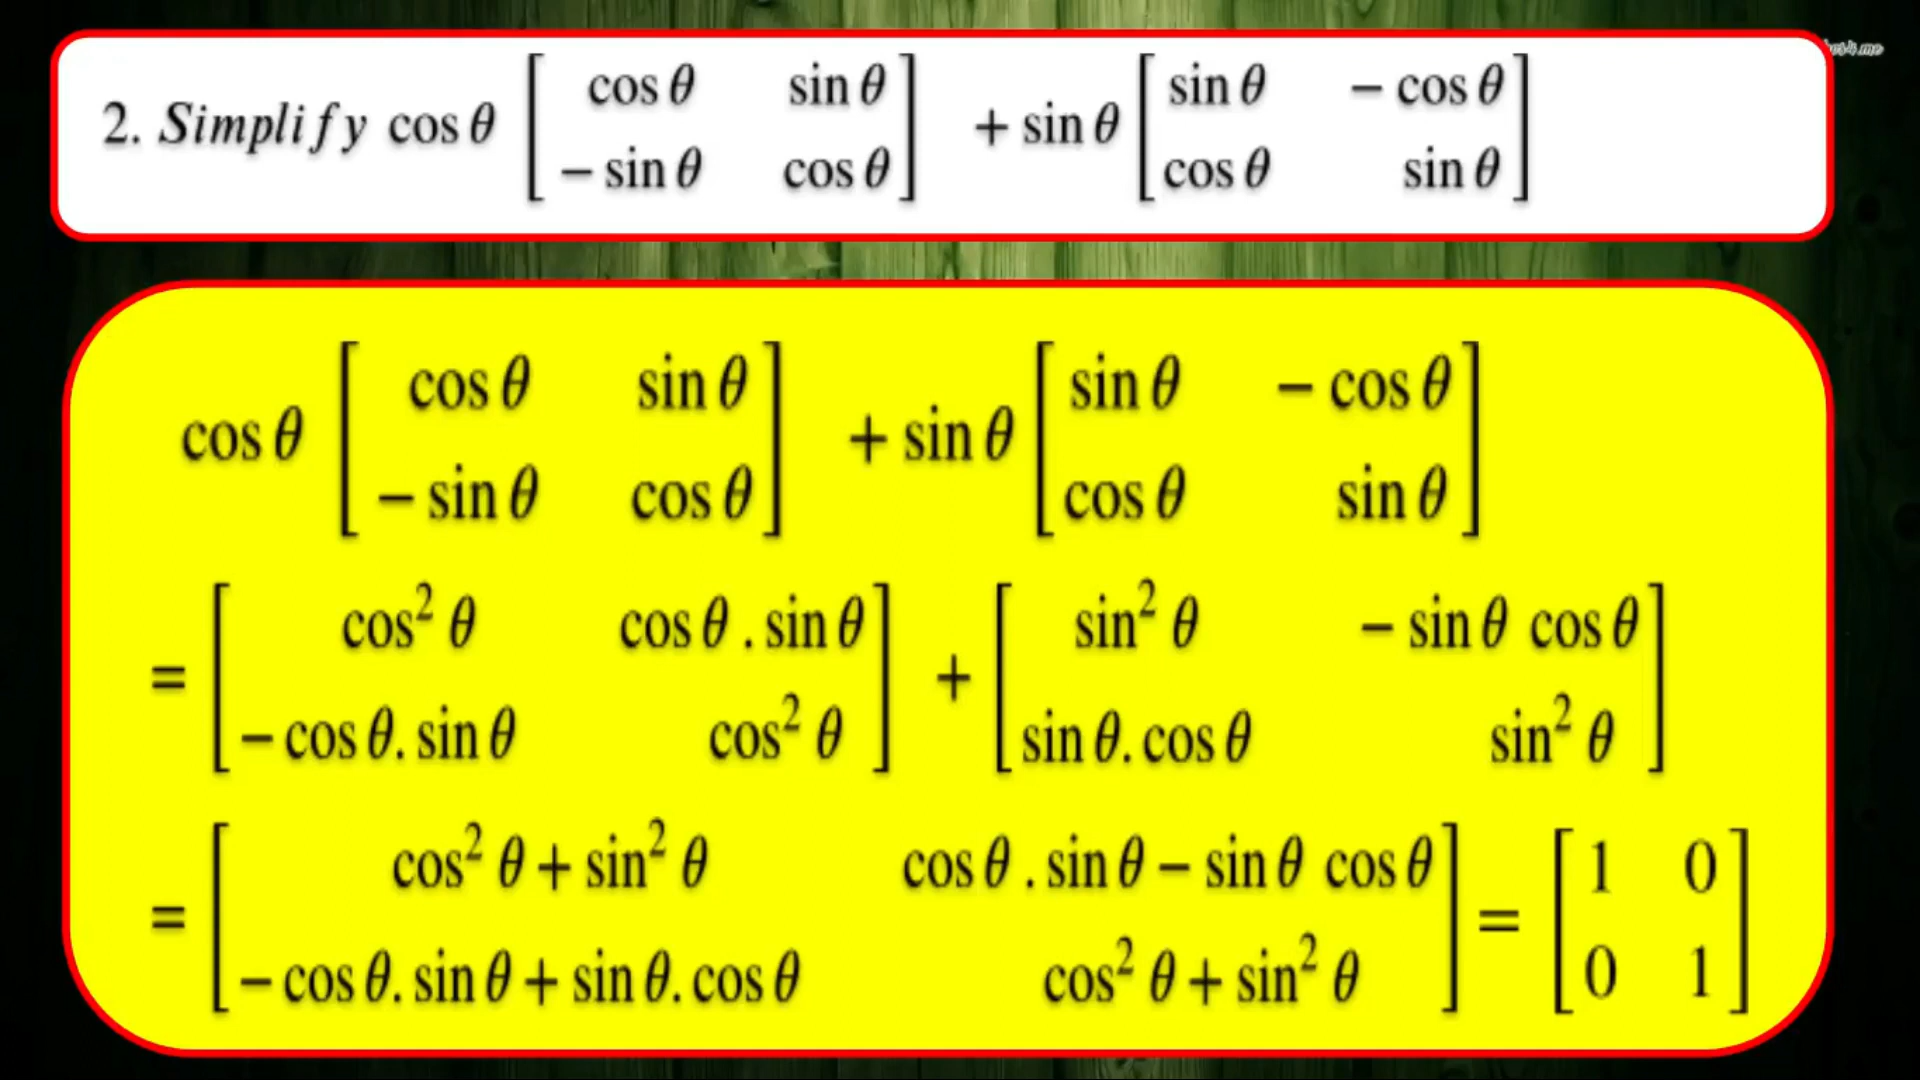 2. Simplify cos θ [ cos θ sin θ − sin θ cos θ ] + sin θ [ sin θ − cos θ cos θ sin θ ]
cos θ [ cos θ sin θ − sin θ cos θ ] + sin θ [ sin θ − cos θ cos θ sin θ ]
= [ cos² θ cos θ . sin θ − cos θ. sin θ cos² θ ] + [ sin² θ − sin θ cos θ sin θ. cos θ sin² θ ]
= [ cos² θ + sin² θ cos θ . sin θ − sin θ cos θ − cos θ. sin θ + sin θ. cos θ cos² θ + sin² θ ] = [ 1 0 0 1 ]